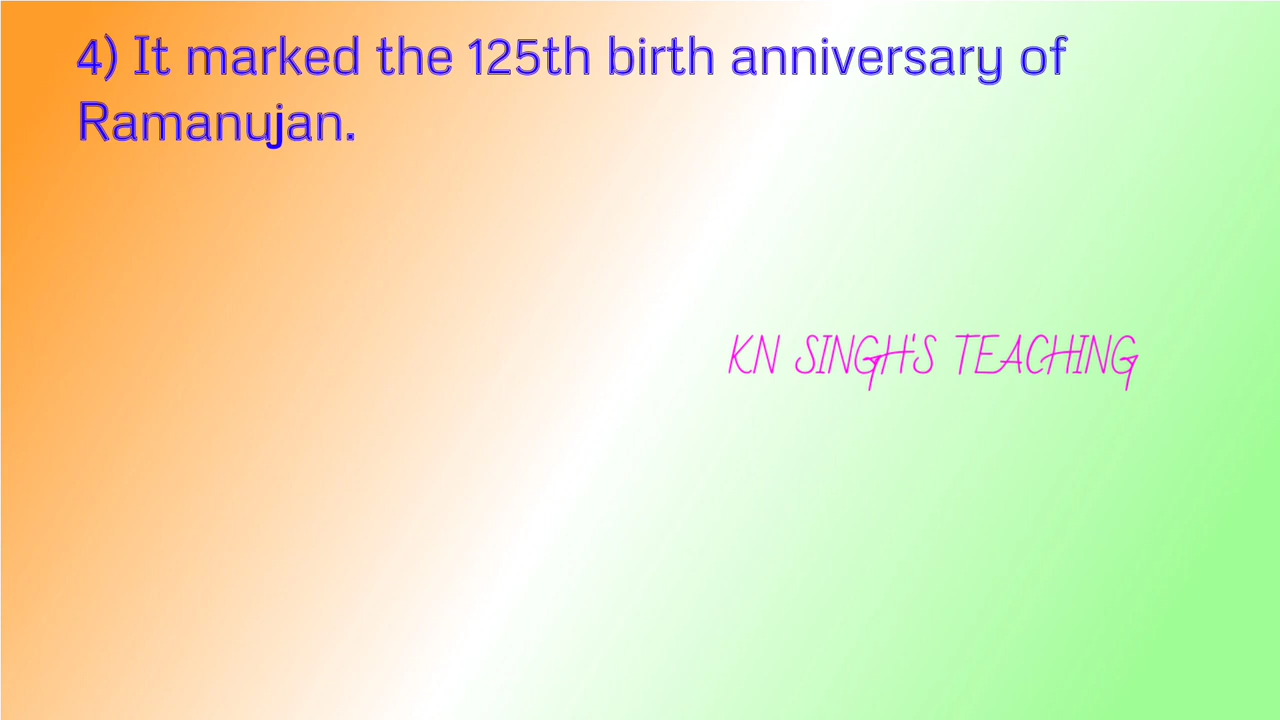 4) It marked the 125th birth anniversary of
Ramanujan.
KN SINGH'S TEACHING